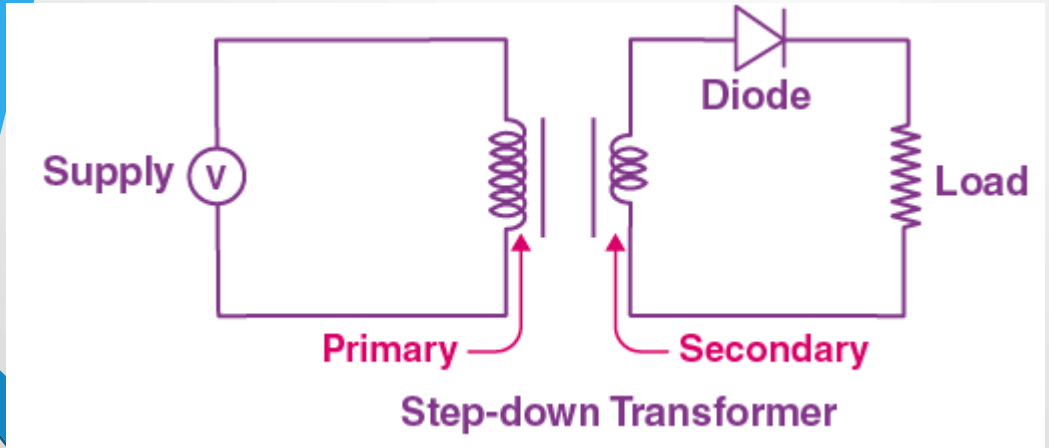 Diode
Supply
V
Load
Primary
Secondary
Step-down Transformer